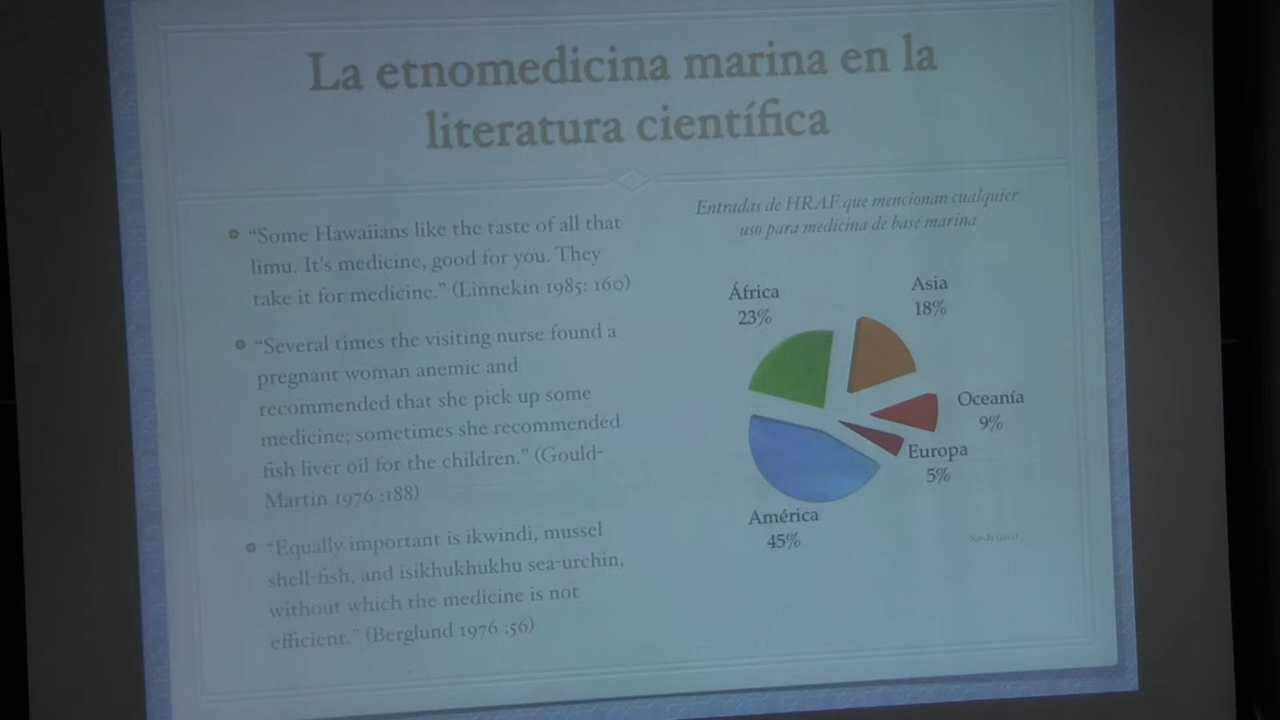 La etnomedicina marina en la
literatura científica
“Some Hawaiians like the taste of all that
limu. It's medicine, good for you. They
take it for medicine.” (Linnekin 1985: 160)
“Several times the visiting nurse found a
pregnant woman anemic and
recommended that she pick up some
medicine; sometimes she recommended
fish liver oil for the children.” (Gould-
Martin 1976 :188)
“Equally important is ikwindi, mussel
shell-fish, and isikhukhukhu sea-urchin,
without which the medicine is not
efficient.” (Berglund 1976 :56)
Entradas de HRAF que mencionan cualquier
uso para medicina de base marina
África
23%
Asia
18%
Oceanía
9%
Europa
5%
América
45%